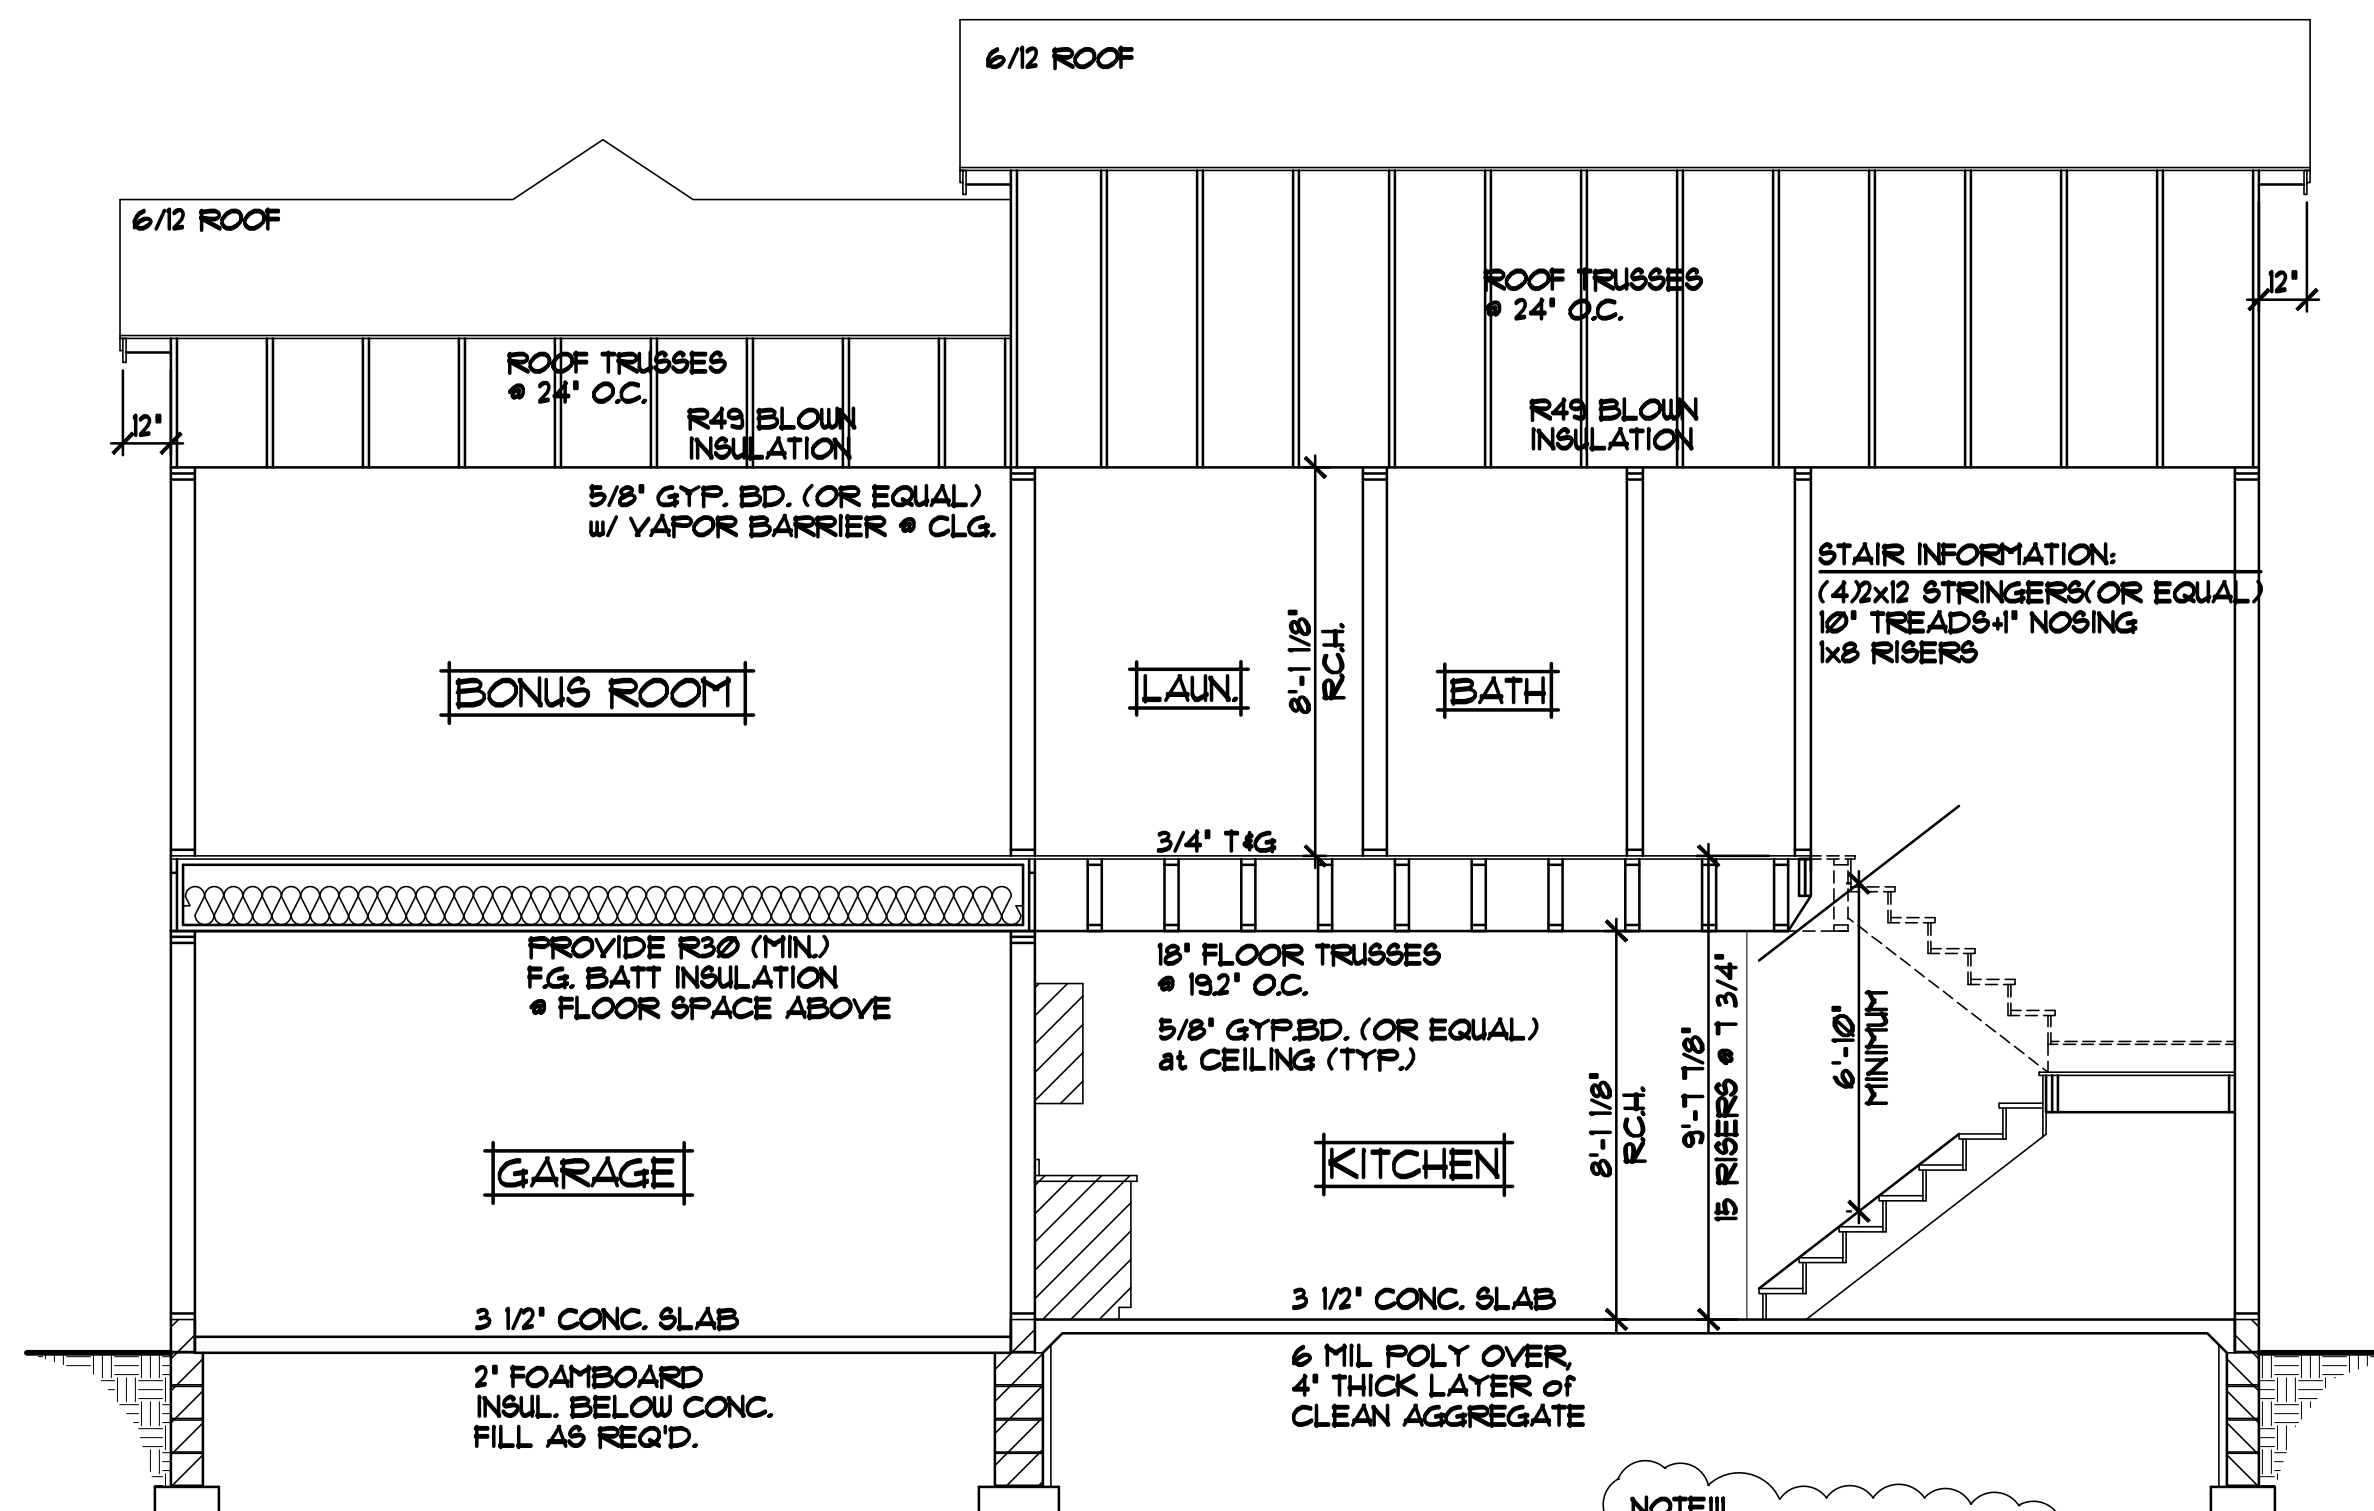 6/12 ROOF
6/12 ROOF
ROOF TRUSSES
@ 24" O.C.
12"
ROOF TRUSSES
@ 24" O.C.
12"
R49 BLOWN
INSULATION
R49 BLOWN
INSULATION
5/8" GYP. BD. (OR EQUAL)
w/ VAPOR BARRIER @ CLG.
STAIR INFORMATION:
(4)2x12 STRINGERS(OR EQUAL)
10" TREADS+1" NOSING
1x8 RISERS
BONUS ROOM
LAUN.
8'-1 1/8"
R.C.H.
BATH
3/4" T&G
PROVIDE R30 (MIN.)
F.G. BATT INSULATION
@ FLOOR SPACE ABOVE
18" FLOOR TRUSSES
@ 19.2" O.C.
5/8" GYP.BD. (OR EQUAL)
at CEILING (TYP.)
GARAGE
KITCHEN
8'-1 1/8"
R.C.H.
9'-7 7/8"
15 RISERS @ 7 3/4"
6'-10"
MINIMUM
3 1/2" CONC. SLAB
3 1/2" CONC. SLAB
2" FOAMBOARD
INSUL. BELOW CONC.
FILL AS REQ'D.
6 MIL POLY OVER,
4" THICK LAYER of
CLEAN AGGREGATE
NOTE!!!